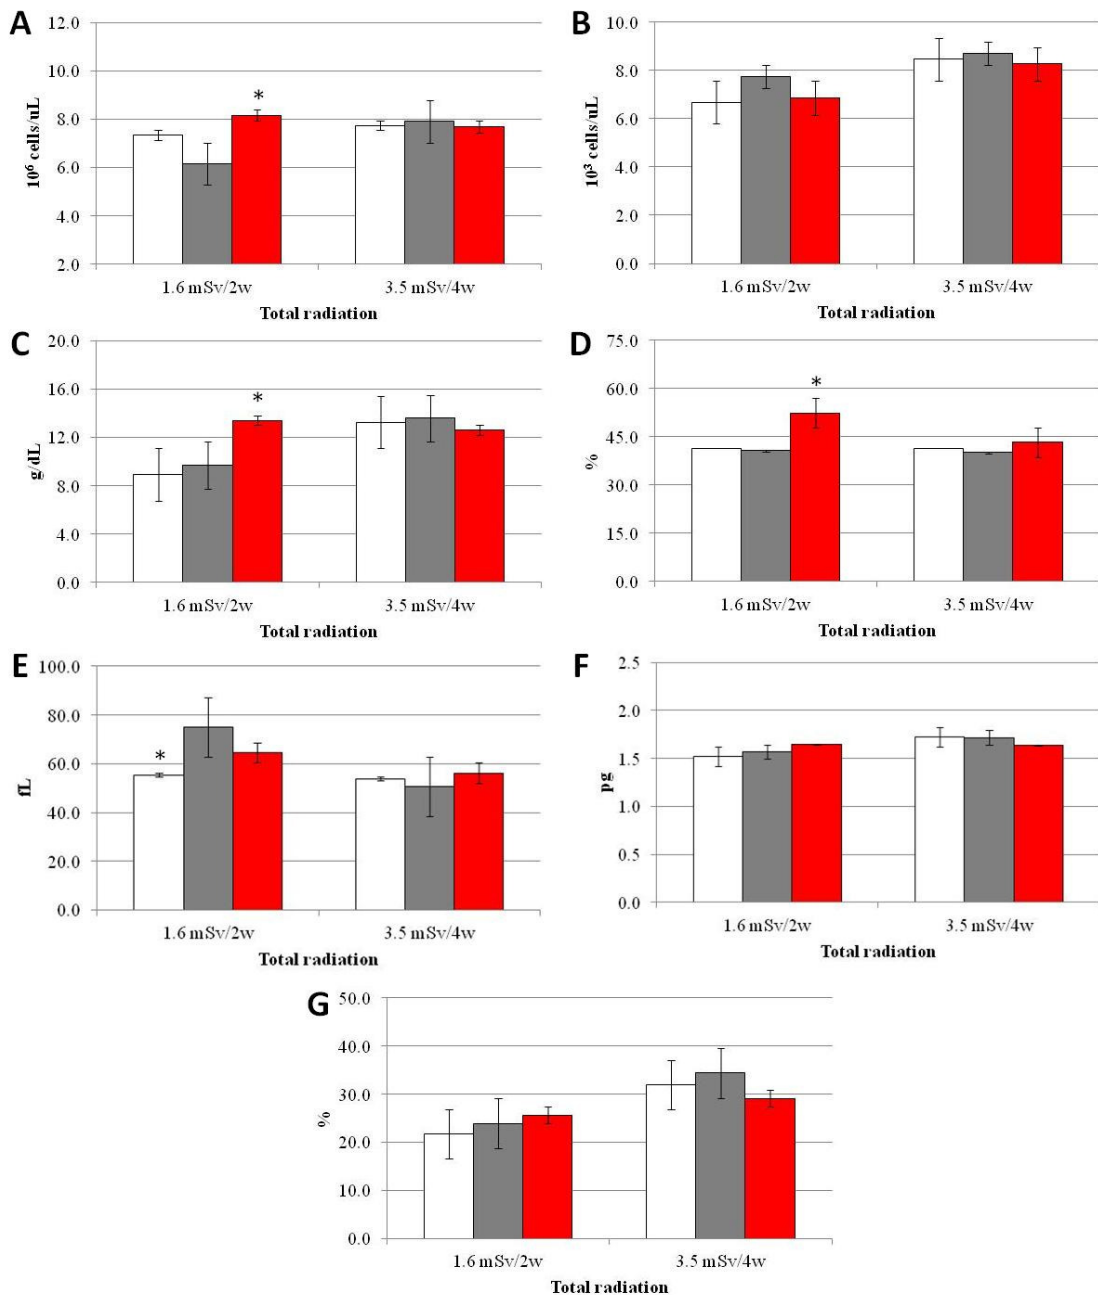 A
12.0
10.0
8.0
6.0
4.0
2.0
10⁶ cells/uL
*
1.6 mSv/2w
3.5 mSv/4w
Total radiation
B
10.0
8.0
6.0
4.0
2.0
0.0
10³ cells/uL
1.6 mSv/2w
3.5 mSv/4w
Total radiation
C
20.0
16.0
12.0
8.0
4.0
0.0
g/dL
*
1.6 mSv/2w
3.5 mSv/4w
Total radiation
D
75.0
60.0
45.0
30.0
15.0
0.0
%
*
1.6 mSv/2w
3.5 mSv/4w
Total radiation
E
100.0
80.0
60.0
40.0
20.0
0.0
fL
*
1.6 mSv/2w
3.5 mSv/4w
Total radiation
F
2.5
2.0
1.5
1.0
0.5
0.0
pg
1.6 mSv/2w
3.5 mSv/4w
Total radiation
G
50.0
40.0
30.0
20.0
10.0
0.0
%
1.6 mSv/2w
3.5 mSv/4w
Total radiation